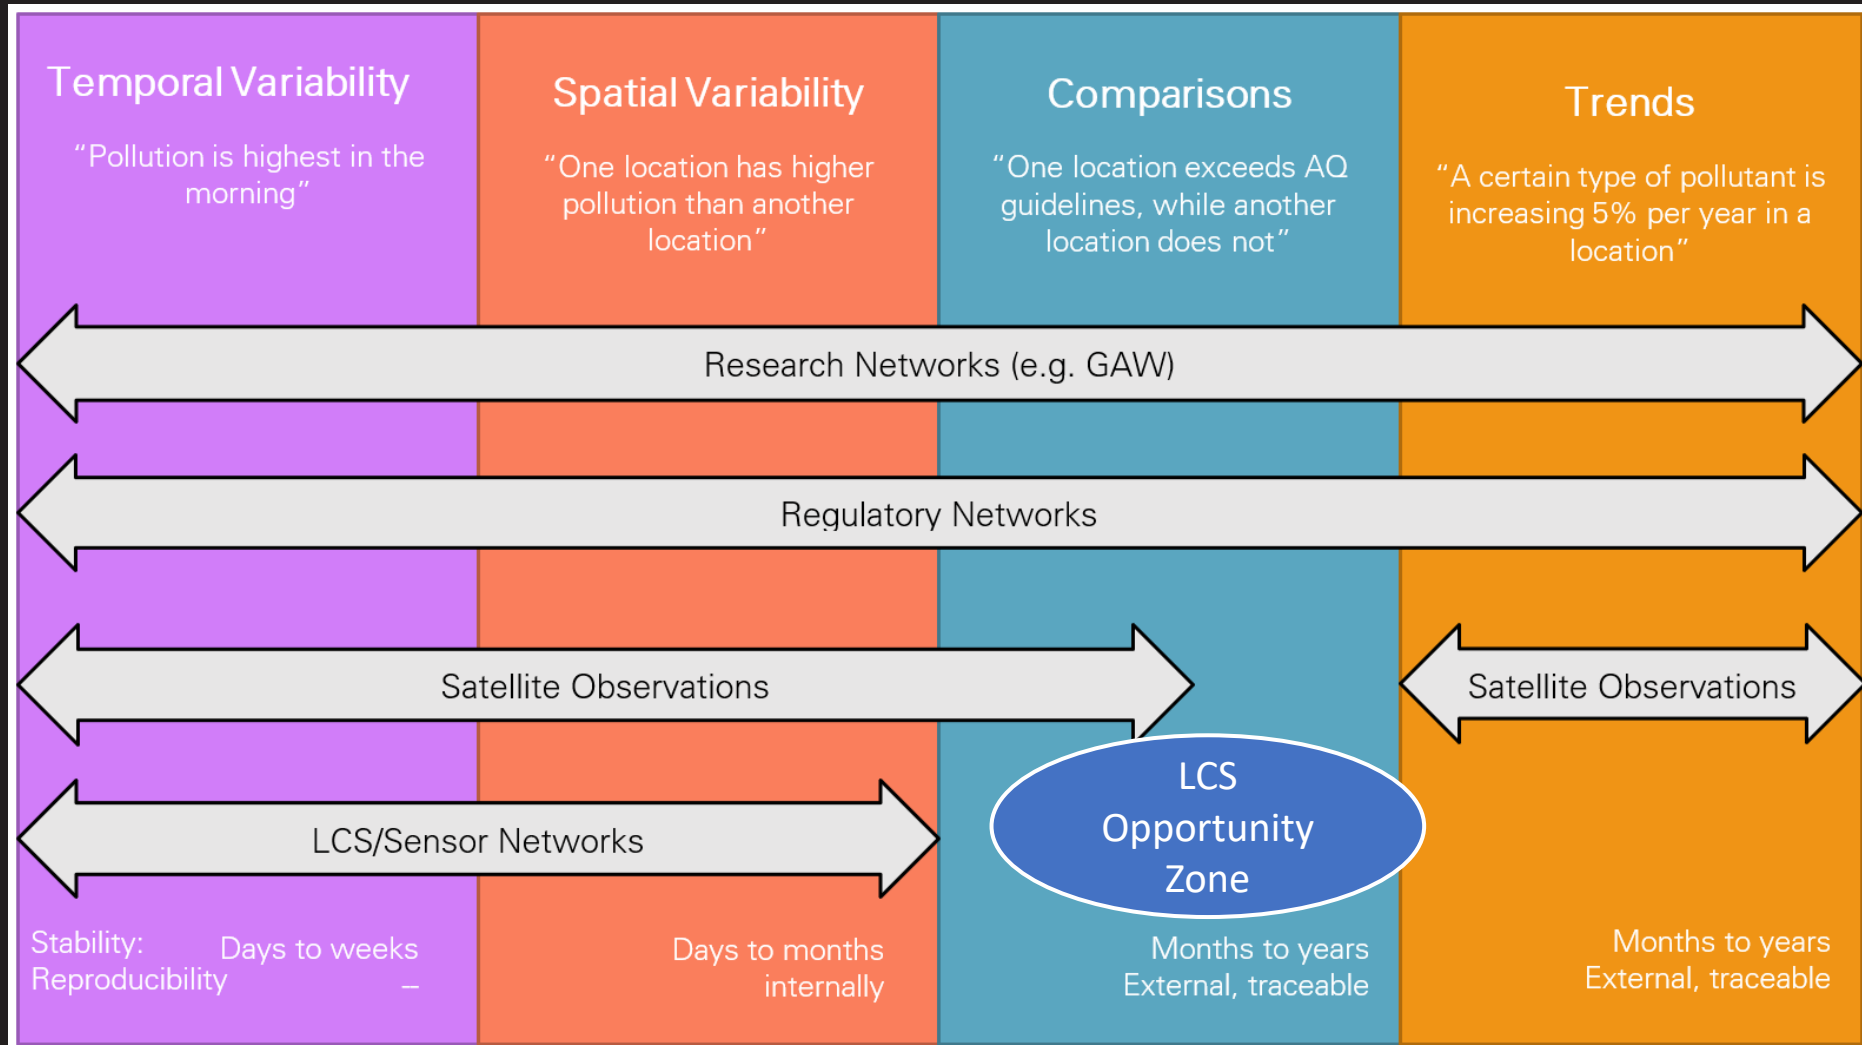 Temporal Variability
“Pollution is highest in the
morning”
Spatial Variability
“One location has higher
pollution than another
location”
Comparisons
“One location exceeds AQ
guidelines, while another
location does not”
Trends
“A certain type of pollutant is
increasing 5% per year in a
location”
Research Networks (e.g. GAW)
Regulatory Networks
Satellite Observations
Satellite Observations
LCS/Sensor Networks
LCS
Opportunity
Zone
Stability:
Reproducibility
Days to weeks
–
Days to months
internally
Months to years
External, traceable
Months to years
External, traceable